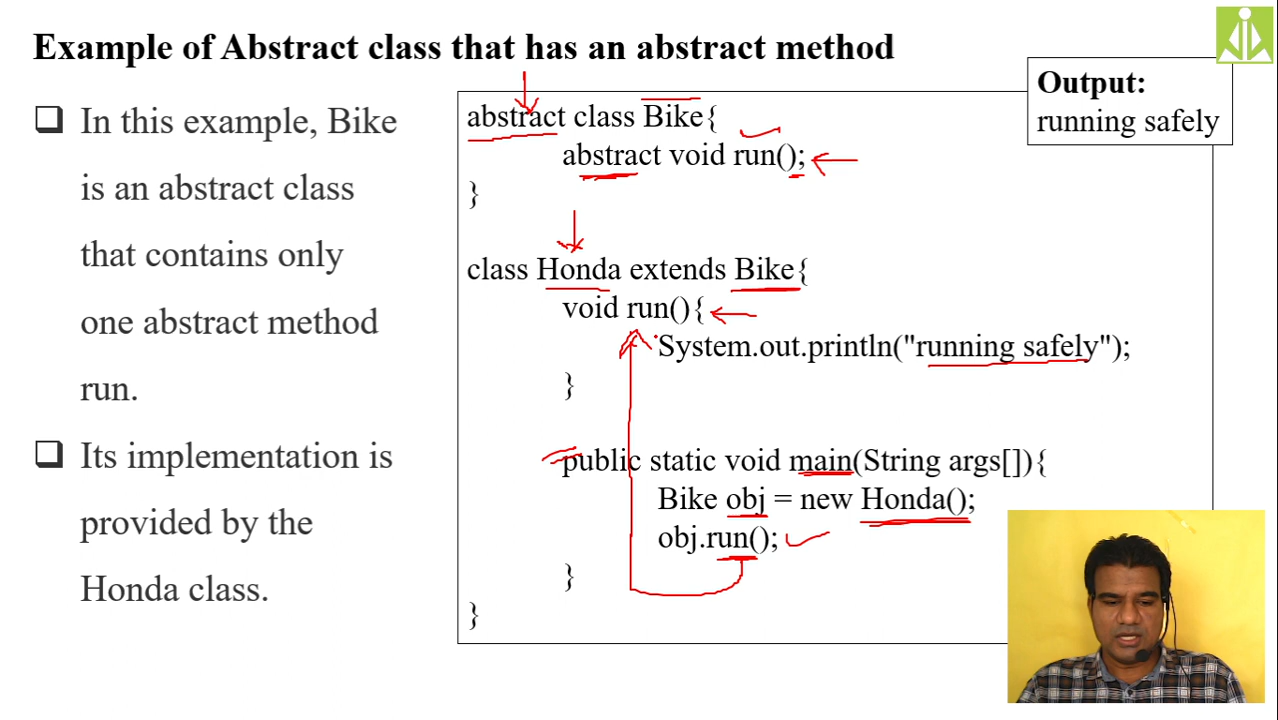 Example of Abstract class that has an abstract method
❑ In this example, Bike
is an abstract class
that contains only
one abstract method
run.
❑ Its implementation is
provided by the
Honda class.
abstract class Bike{
abstract void run();
}
class Honda extends Bike{
void run(){
System.out.println("running safely");
}
public static void main(String args[]){
Bike obj = new Honda();
obj.run();
}
}
Output:
running safely